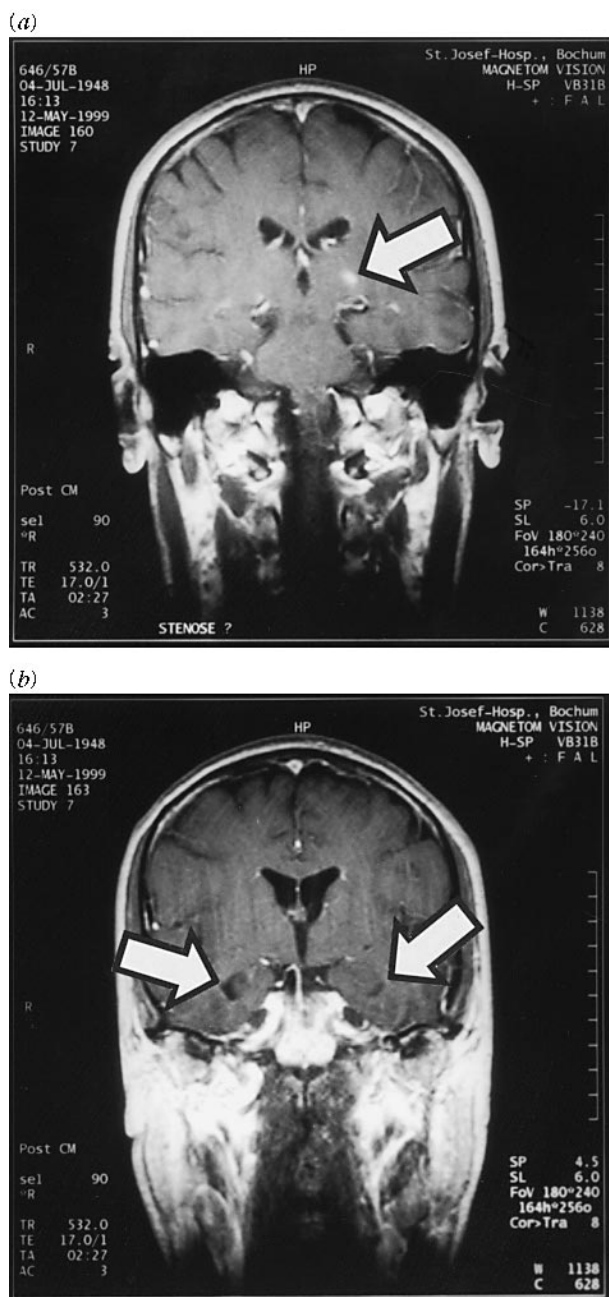 (a)
St.Josef-Hosp., Bochum
646/57B
MAGNETOM VISION
04-JUL-1948
HP
H-SP VB31B
16:13
+ : F A L
12-MAY-1999
IMAGE 160
STUDY 7
R
Post CM
sel 90
°R
TR 532.0
TE 17.0/1
TA 02:27
AC 3
SP -17.1
SL 6.0
FoV 180*240
164h*256o
Cor>Tra 8
W 1138
C 628
STENOSE ?
(b)
St.Josef-Hosp., Bochum
646/57B
MAGNETOM VISION
04-JUL-1948
HP
H-SP VB31B
16:13
+ : F A L
12-MAY-1999
IMAGE 163
STUDY 7
R
Post CM
sel 90
°R
TR 532.0
TE 17.0/1
TA 02:27
AC 3
SP 4.5
SL 6.0
FoV 180*240
164h*256o
Cor>Tra 8
W 1138
C 628